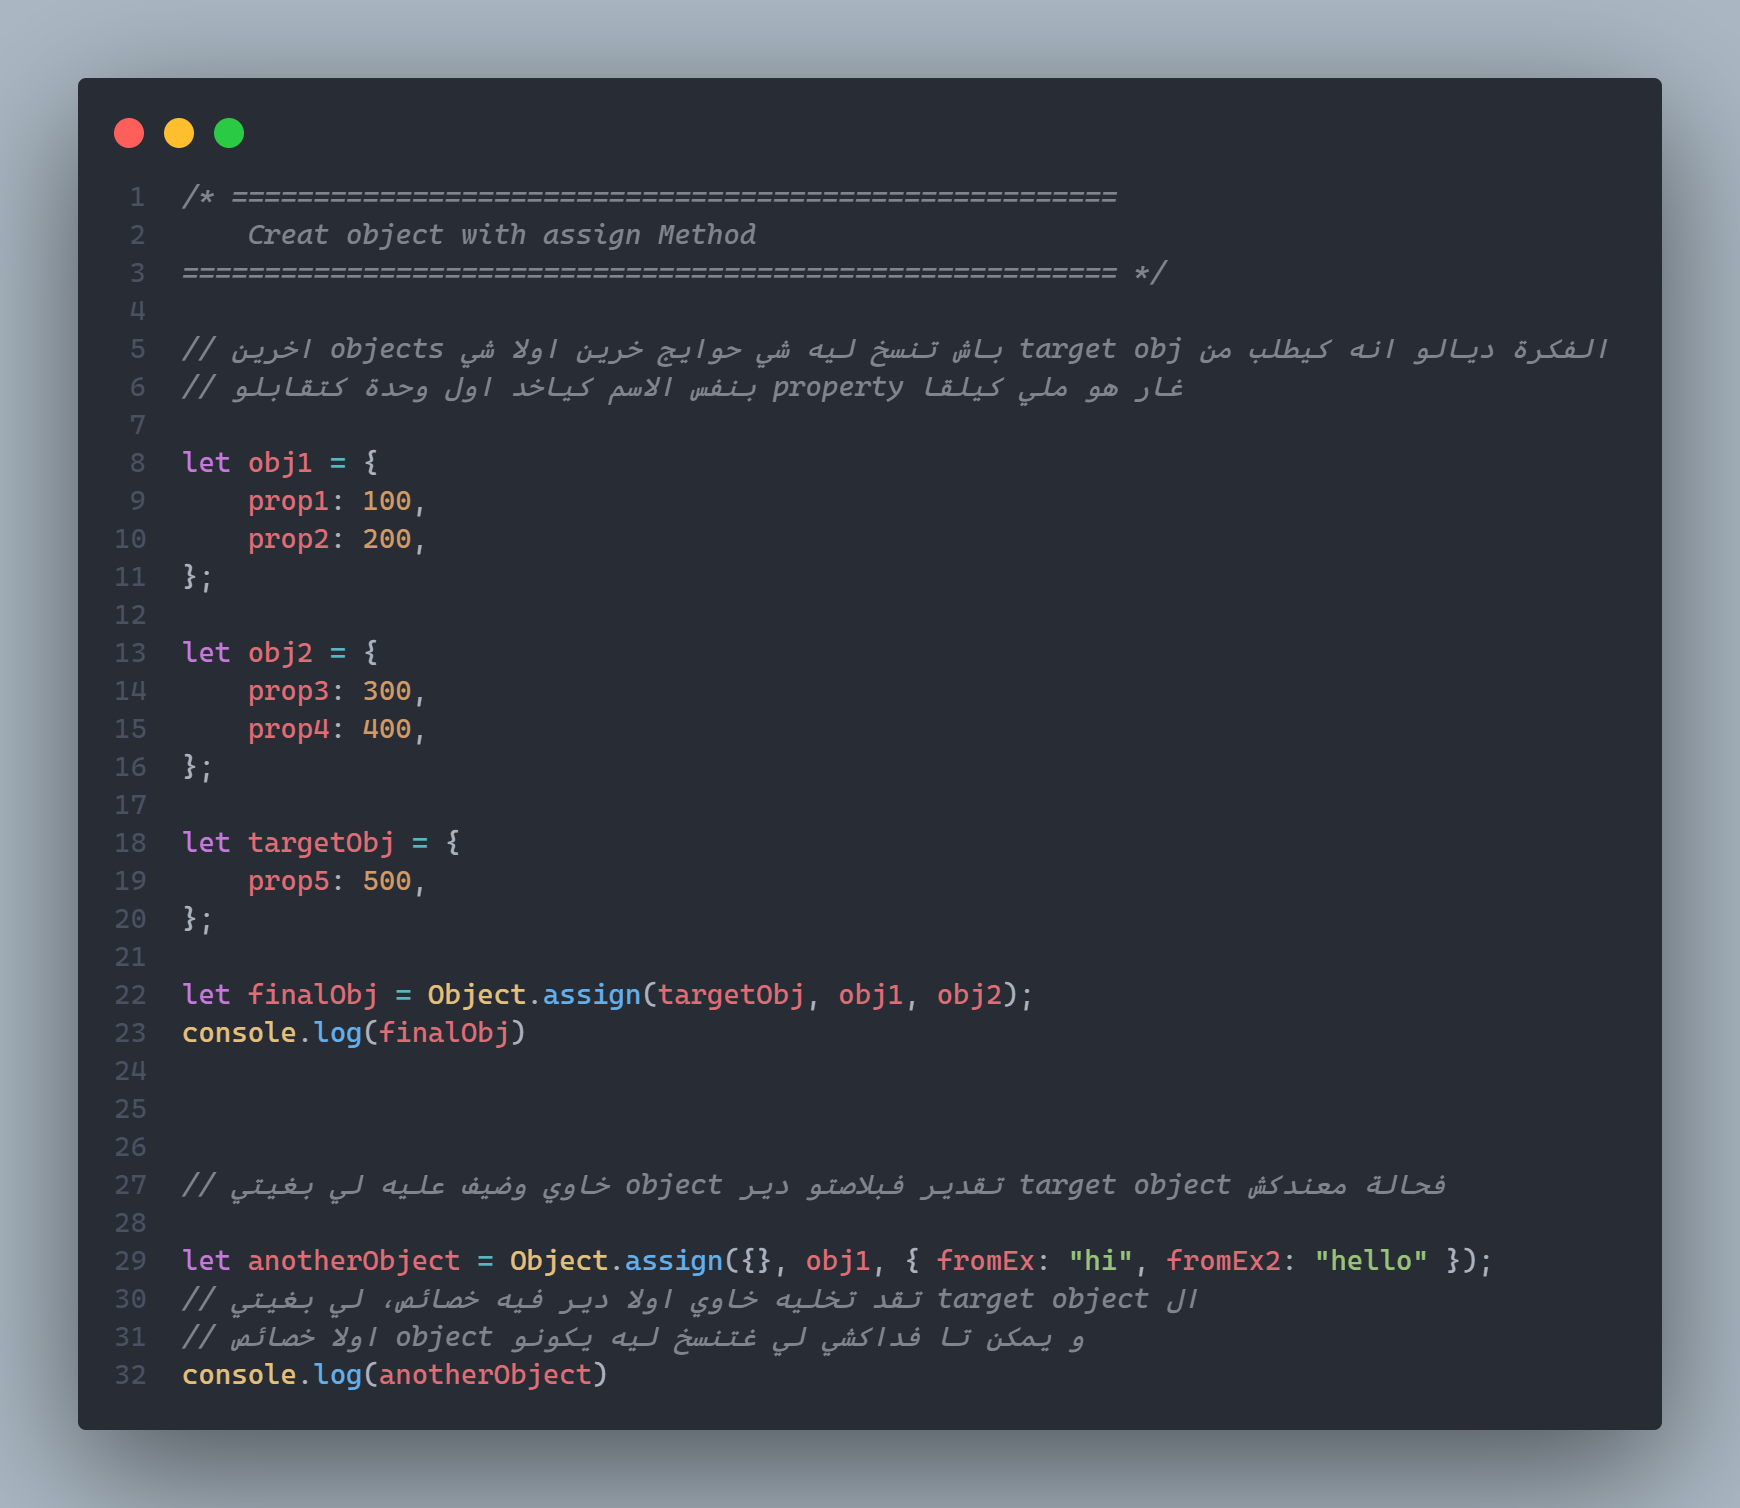 1 /* ======================================================
2     Creat object with assign Method
3 ========================================================= */
4
5 // الفكرة ديالو انه كيطلب من target obj باش تنسخ ليه شي حوايج خرين اولا شي objects اخرين
6 // غار هو ملي كيلقا property بنفس الاسم كياخد اول وحدة كتقابلو
7
8 let obj1 = {
9     prop1: 100,
10     prop2: 200,
11 };
12
13 let obj2 = {
14     prop3: 300,
15     prop4: 400,
16 };
17
18 let targetObj = {
19     prop5: 500,
20 };
21
22 let finalObj = Object.assign(targetObj, obj1, obj2);
23 console.log(finalObj)
24
25
26
27 // فحالة معندكش target object تقدير فبلاصتو دير object خاوي وضيف عليه لي بغيتي
28
29 let anotherObject = Object.assign({}, obj1, { fromEx: "hi", fromEx2: "hello" });
30 // ال target object تقد تخليه خاوي اولا دير فيه خصائص، لي بغيتي
31 // و يمكن تا فداكشي لي غتنسخ ليه يكونو object اولا خصائص
32 console.log(anotherObject)